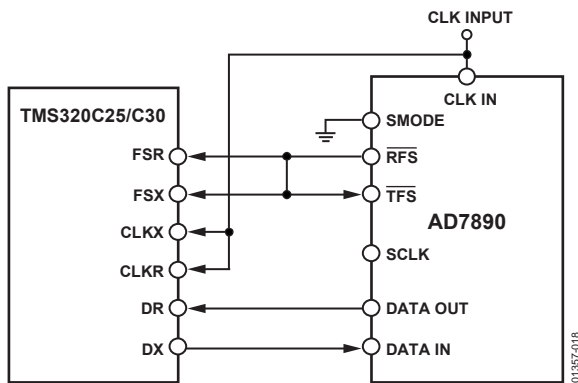 CLK INPUT
TMS320C25/C30
FSR
FSX
CLKX
CLKR
DR
DX
CLK IN
SMODE
RFS
TFS
AD7890
SCLK
DATA OUT
DATA IN
01357-018